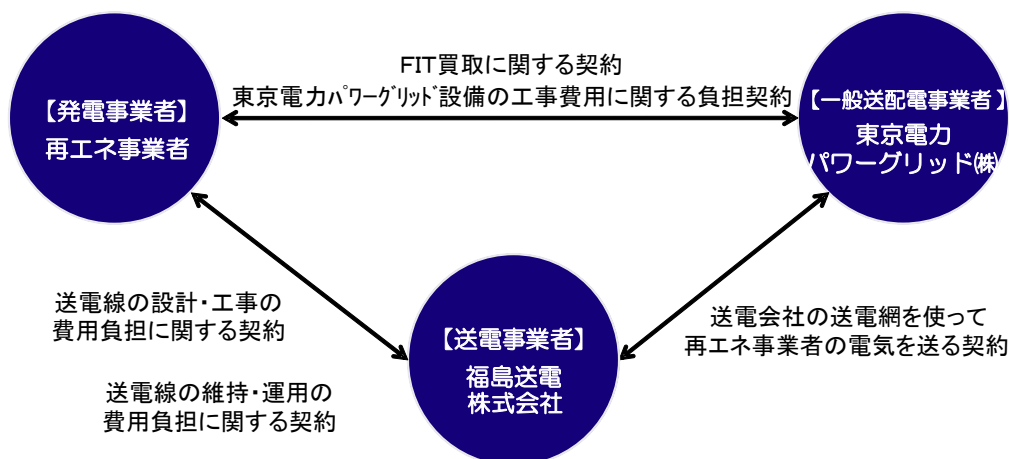 FIT買取に関する契約
東京電力ﾊﾟﾜｰｸﾞﾘｯﾄﾞ設備の工事費用に関する負担契約
【発電事業者】
再エネ事業者
【一般送配電事業者】
東京電力
パワーグリッド㈱
送電線の設計・工事の
費用負担に関する契約
送電線の維持・運用の
費用負担に関する契約
【送電事業者】
福島送電
株式会社
送電会社の送電網を使って
再エネ事業者の電気を送る契約